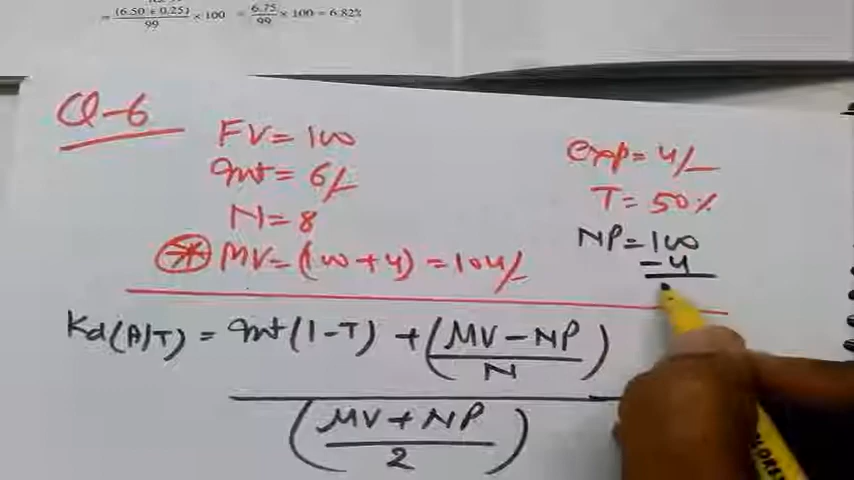 = (6.50 + 0.25) / 99 × 100 = 6.75 / 99 × 100 = 6.82%
Q-6
FV = 100
Int = 6/-
N = 8
MV = (100 + 4) = 104/-
Exp = 4/-
T = 50%
NP = 100
- 4
Kd (A/T) = Int (1 - T) + (MV - NP / N)
(MV + NP / 2)